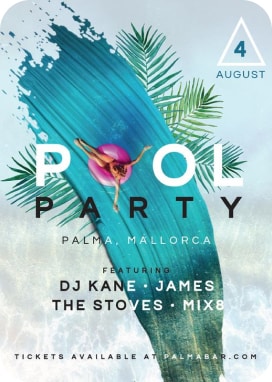 4
AUGUST
POOL
PARTY
PALMA, MALLORCA
FEATURING
DJ KANE • JAMES
THE STOVES • MIX8
TICKETS AVAILABLE AT PALMABAR.COM